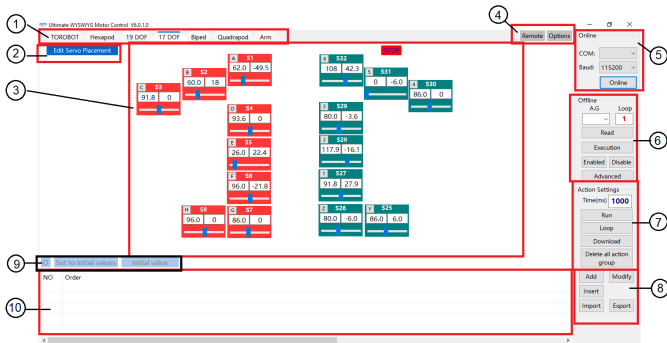 Ultimate WYSIWYG Motor Control V6.0.1.0
TOROBOT Hexapod 19 DOF 17 DOF Biped Quadrapod Arm
Remote Options
Edit Servo Placement
STOP
A S1
62.0 -49.5
B S2
60.0 18
C S3
91.8 0
D S4
93.6 0
E S5
26.0 22.4
F S6
96.0 -21.8
H S8
96.0 0
G S7
86.0 0
6 S32
108 42.3
5 S31
0 -6.0
4 S30
86.0 0
3 S29
80.0 -3.6
2 S28
117.9 -16.1
1 S27
91.8 27.9
Z S26
80.0 -6.0
Y S25
86.0 6.0
Online
COM:
Baud: 115200
Online
Offline
A.G Loop
1
Read
Execution
Enabled Disable
Advanced
Action Settings
Time(ms) 1000
Run
Loop
Download
Delete all action
group
Set to initial values Initial value
NO Order
Add Modify
Insert
Import Export
1
2
3
4
5
6
7
8
9
10